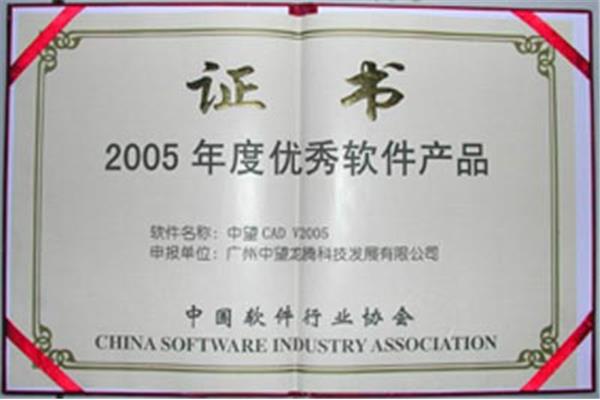 证书
2005 年度优秀软件产品
软件名称：中望 CAD V2005
申报单位：广州中望龙腾科技发展有限公司
中国软件行业协会
CHINA SOFTWARE INDUSTRY ASSOCIATION